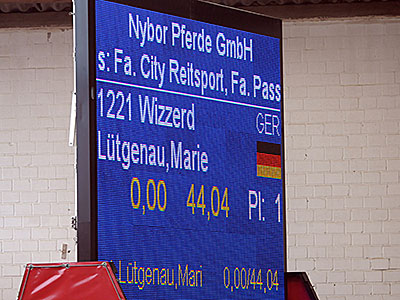 Nybor Pferde GmbH
s: Fa. City Reitsport, Fa. Pass
1221 Wizzerd GER
Lütgenau,Marie
0,00 44,04 Pl: 1
Lütgenau,Mari 0,00/44,04